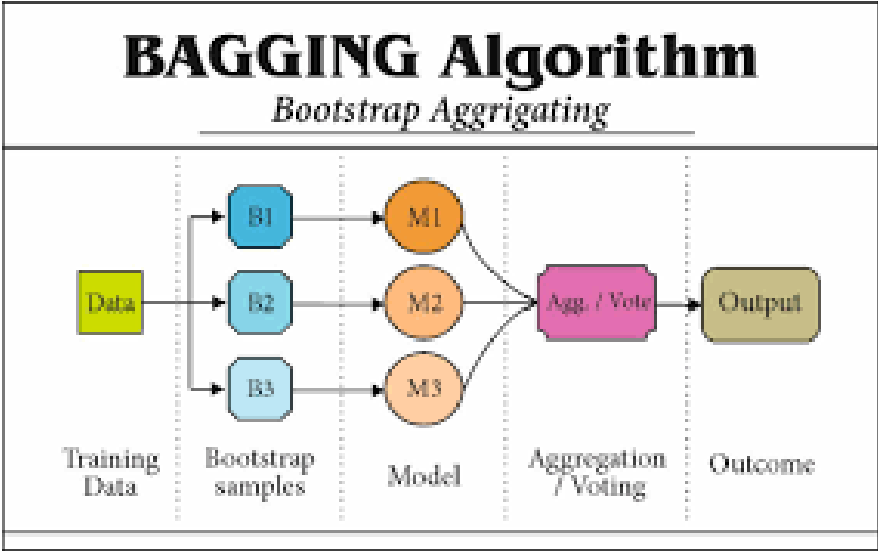 BAGGING Algorithm
Bootstrap Aggrigating
B1
M1
Data
B2
M2
Agg. / Vote
Output
B3
M3
Training
Data
Bootstrap
samples
Model
Aggregation
/ Voting
Outcome